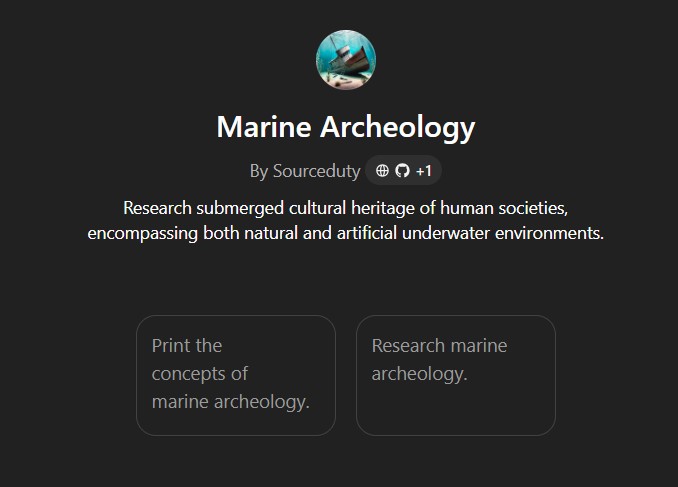 Marine Archeology
By Sourceduty +1
Research submerged cultural heritage of human societies,
encompassing both natural and artificial underwater environments.
Print the
concepts of
marine archeology.
Research marine
archeology.